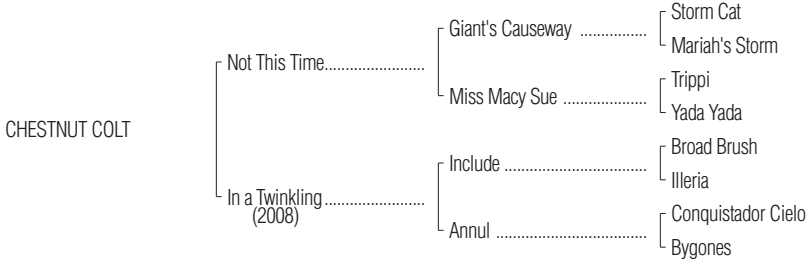 Storm Cat
Giant's Causeway ................
Mariah's Storm
Not This Time........................
Trippi
Miss Macy Sue ....................
Yada Yada
CHESTNUT COLT
Broad Brush
Include ..................................
Illeria
In a Twinkling........................
(2008)
Conquistador Cielo
Annul ....................................
Bygones